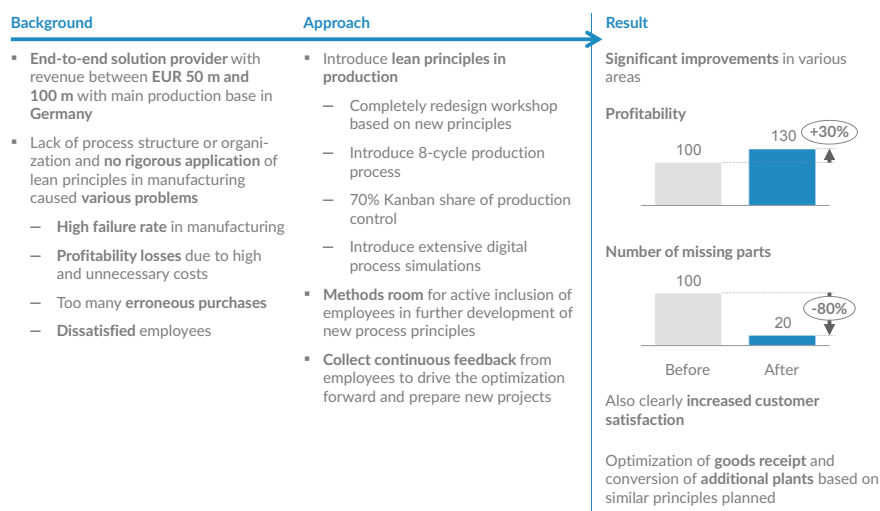 Background
End-to-end solution provider with
revenue between EUR 50 m and
100 m with main production base in
Germany
Lack of process structure or organi-
zation and no rigorous application of
lean principles in manufacturing
caused various problems
– High failure rate in manufacturing
– Profitability losses due to high
and unnecessary costs
– Too many erroneous purchases
– Dissatisfied employees
Approach
Introduce lean principles in
production
– Completely redesign workshop
based on new principles
– Introduce 8-cycle production
process
– 70% Kanban share of production
control
– Introduce extensive digital
process simulations
Methods room for active inclusion of
employees in further development of
new process principles
Collect continuous feedback from
employees to drive the optimization
forward and prepare new projects
Result
Significant improvements in various
areas
Profitability
100
130
+30%
Number of missing parts
100
-80%
20
Before After
Also clearly increased customer
satisfaction
Optimization of goods receipt and
conversion of additional plants based on
similar principles planned